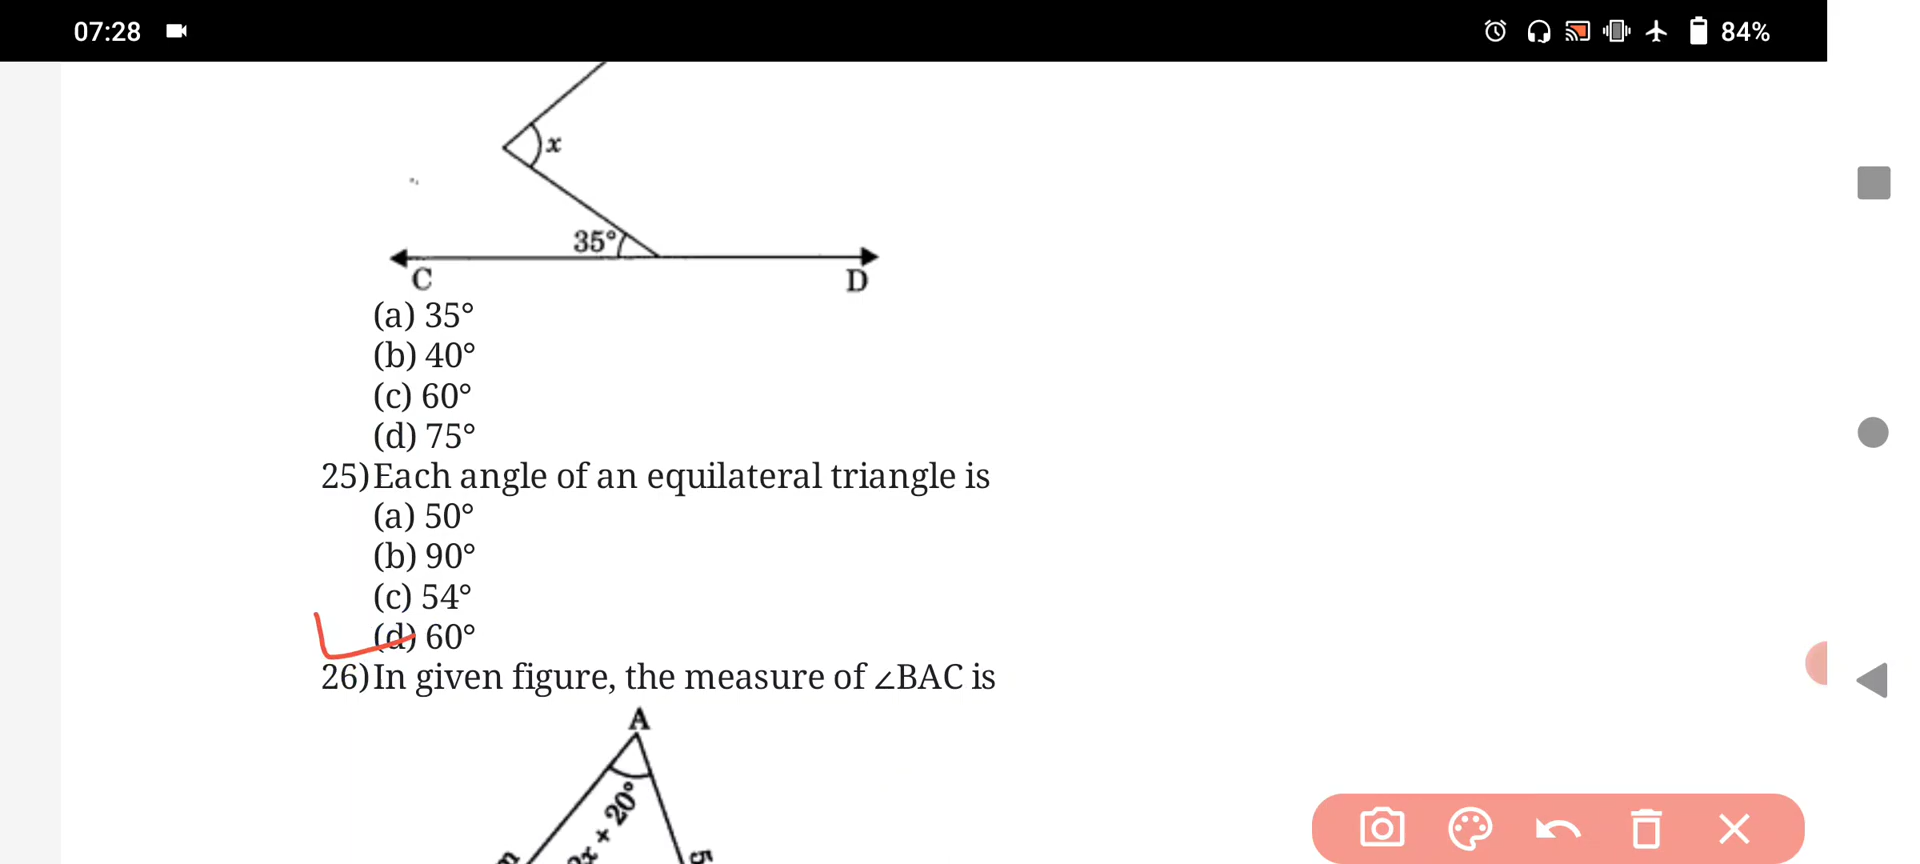 07:28
84%
x
35°
C D
(a) 35°
(b) 40°
(c) 60°
(d) 75°
25) Each angle of an equilateral triangle is
(a) 50°
(b) 90°
(c) 54°
(d) 60°
26) In given figure, the measure of ∠BAC is
A
x + 20°